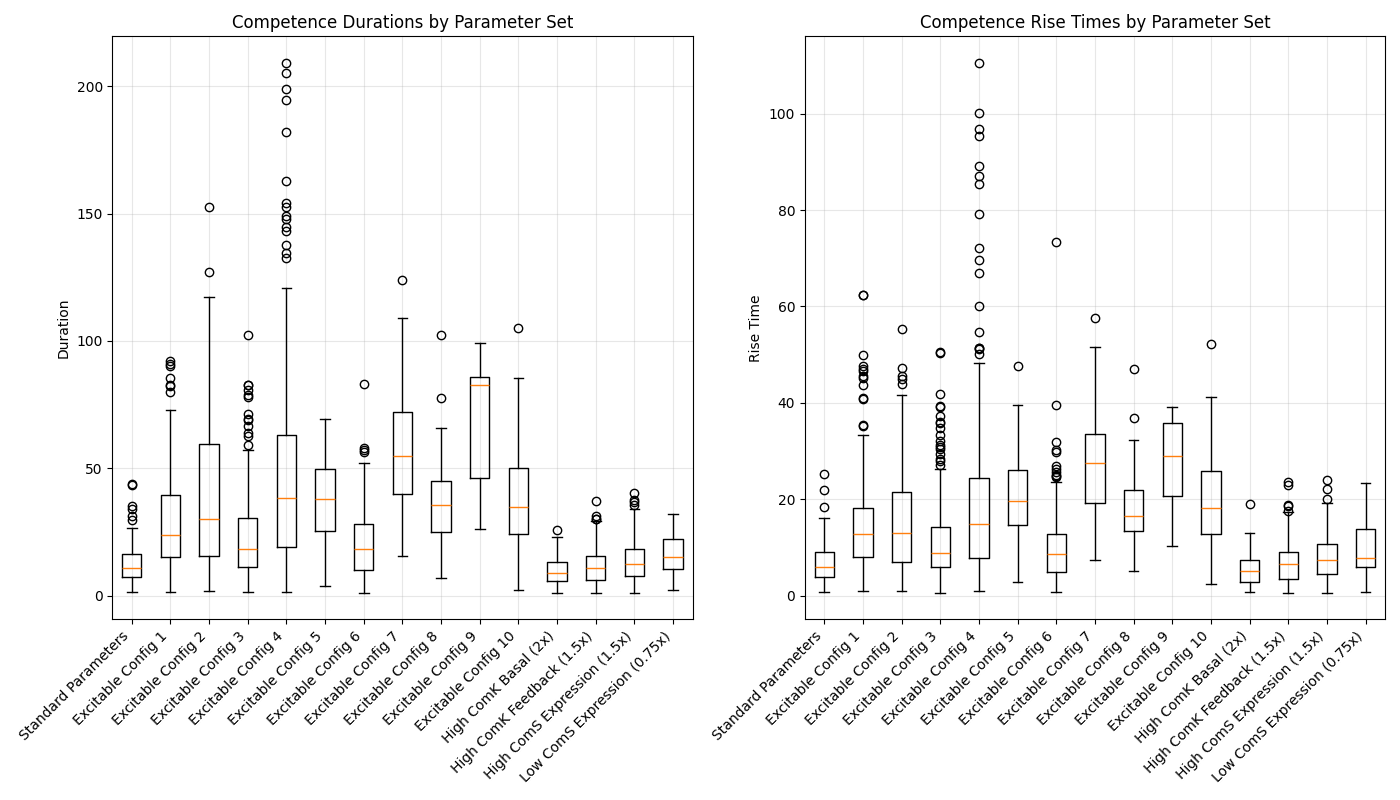 Competence Durations by Parameter Set
Duration
200
150
100
50
0
Standard Parameters
Excitable Config 1
Excitable Config 2
Excitable Config 3
Excitable Config 4
Excitable Config 5
Excitable Config 6
Excitable Config 7
Excitable Config 8
Excitable Config 9
Excitable Config 10
High ComK Basal (2x)
High ComK Feedback (1.5x)
High ComS Expression (1.5x)
Low ComS Expression (0.75x)
Competence Rise Times by Parameter Set
Rise Time
100
80
60
40
20
0
Standard Parameters
Excitable Config 1
Excitable Config 2
Excitable Config 3
Excitable Config 4
Excitable Config 5
Excitable Config 6
Excitable Config 7
Excitable Config 8
Excitable Config 9
Excitable Config 10
High ComK Basal (2x)
High ComK Feedback (1.5x)
High ComS Expression (1.5x)
Low ComS Expression (0.75x)